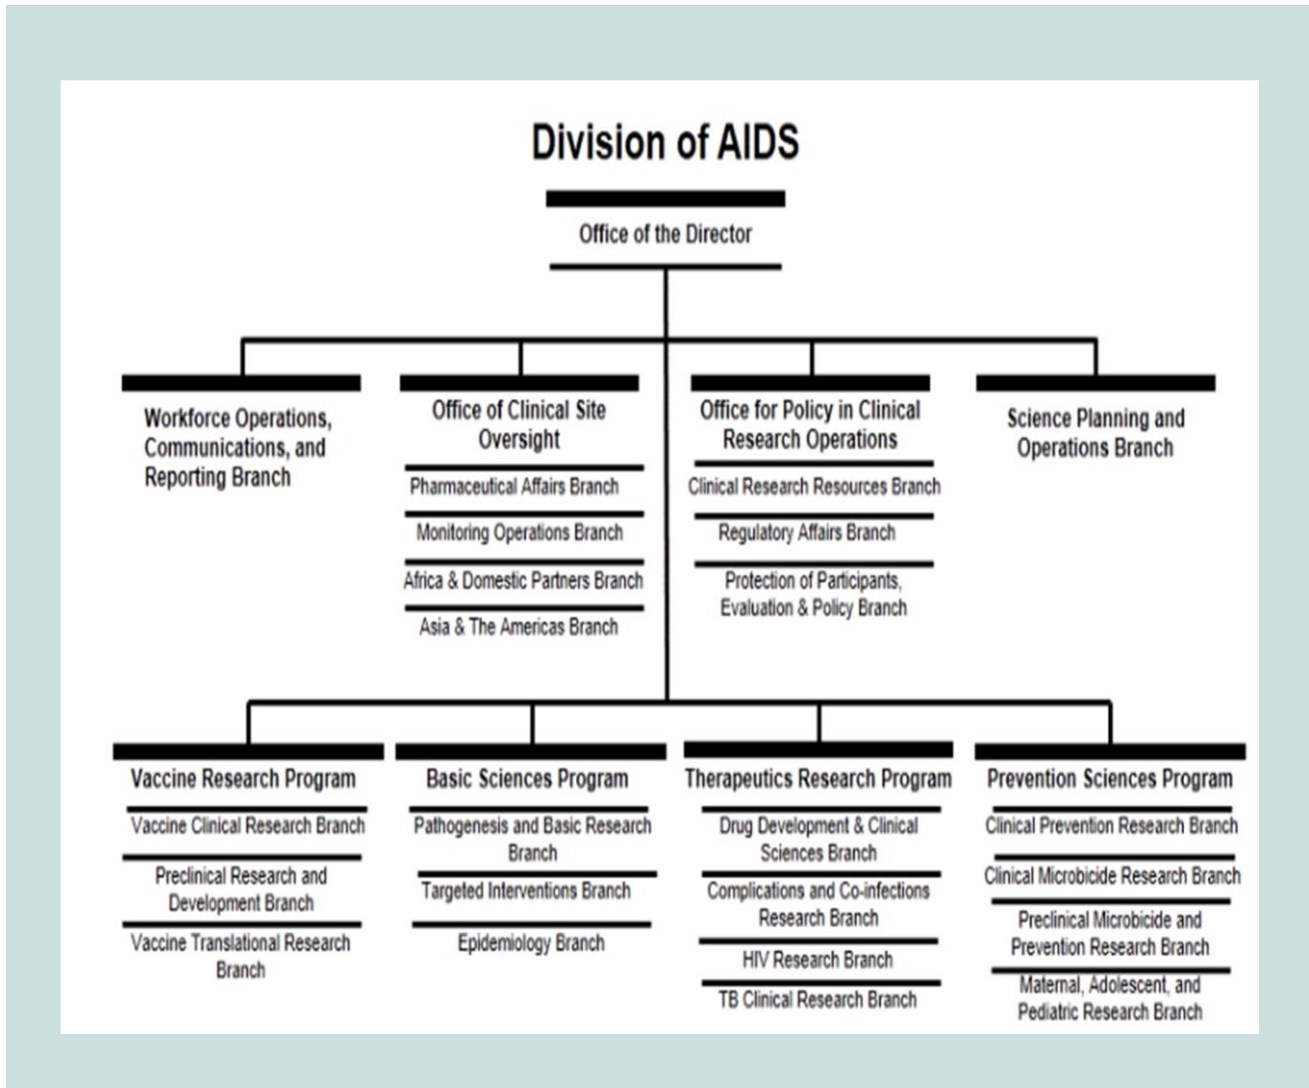 Division of AIDS
Office of the Director
Workforce Operations,
Communications, and
Reporting Branch
Office of Clinical Site
Oversight
Pharmaceutical Affairs Branch
Monitoring Operations Branch
Africa & Domestic Partners Branch
Asia & The Americas Branch
Office for Policy in Clinical
Research Operations
Clinical Research Resources Branch
Regulatory Affairs Branch
Protection of Participants,
Evaluation & Policy Branch
Science Planning and
Operations Branch
Vaccine Research Program
Vaccine Clinical Research Branch
Preclinical Research and
Development Branch
Vaccine Translational Research
Branch
Basic Sciences Program
Pathogenesis and Basic Research
Branch
Targeted Interventions Branch
Epidemiology Branch
Therapeutics Research Program
Drug Development & Clinical
Sciences Branch
Complications and Co-infections
Research Branch
HIV Research Branch
TB Clinical Research Branch
Prevention Sciences Program
Clinical Prevention Research Branch
Clinical Microbicide Research Branch
Preclinical Microbicide and
Prevention Research Branch
Maternal, Adolescent, and
Pediatric Research Branch